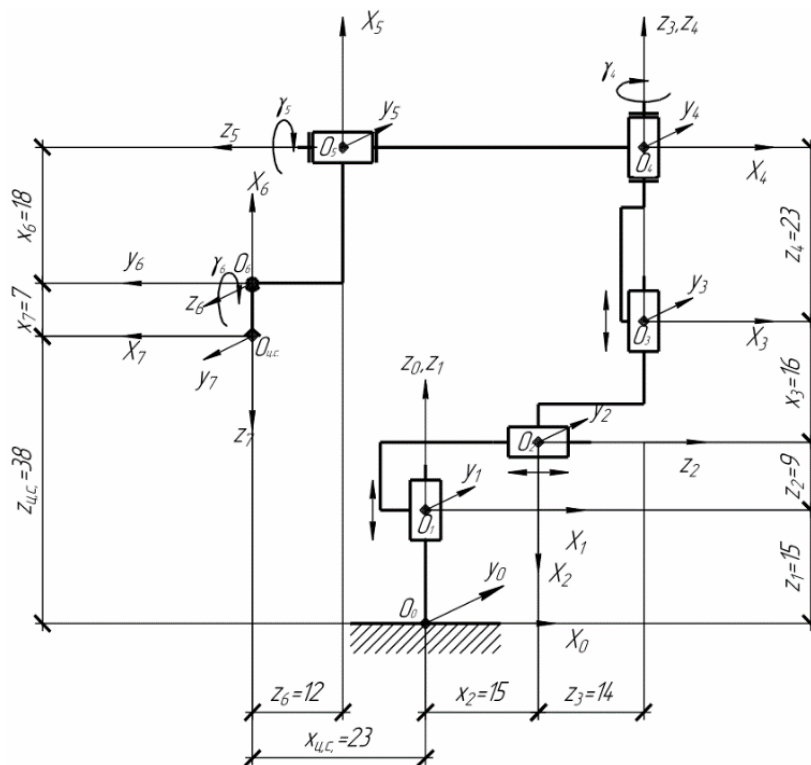 X₅
z₃,z₄
γ₅
y₅
γ₄
y₄
z₅
O₅
O₄
X₄
X₆
x₆=18
z₄=23
y₆
γ₆
O₆
z₆
y₃
O₃
X₃
x₇=7
X₇
Oц.с.
y₇
z₀,z₁
x₃=16
z₇
y₂
O₂
z₂
zц.с.=38
y₁
z₂=9
O₁
X₁
X₂
z₁=15
y₀
O₀
X₀
z₆=12
x₂=15
z₃=14
xц.с.=23